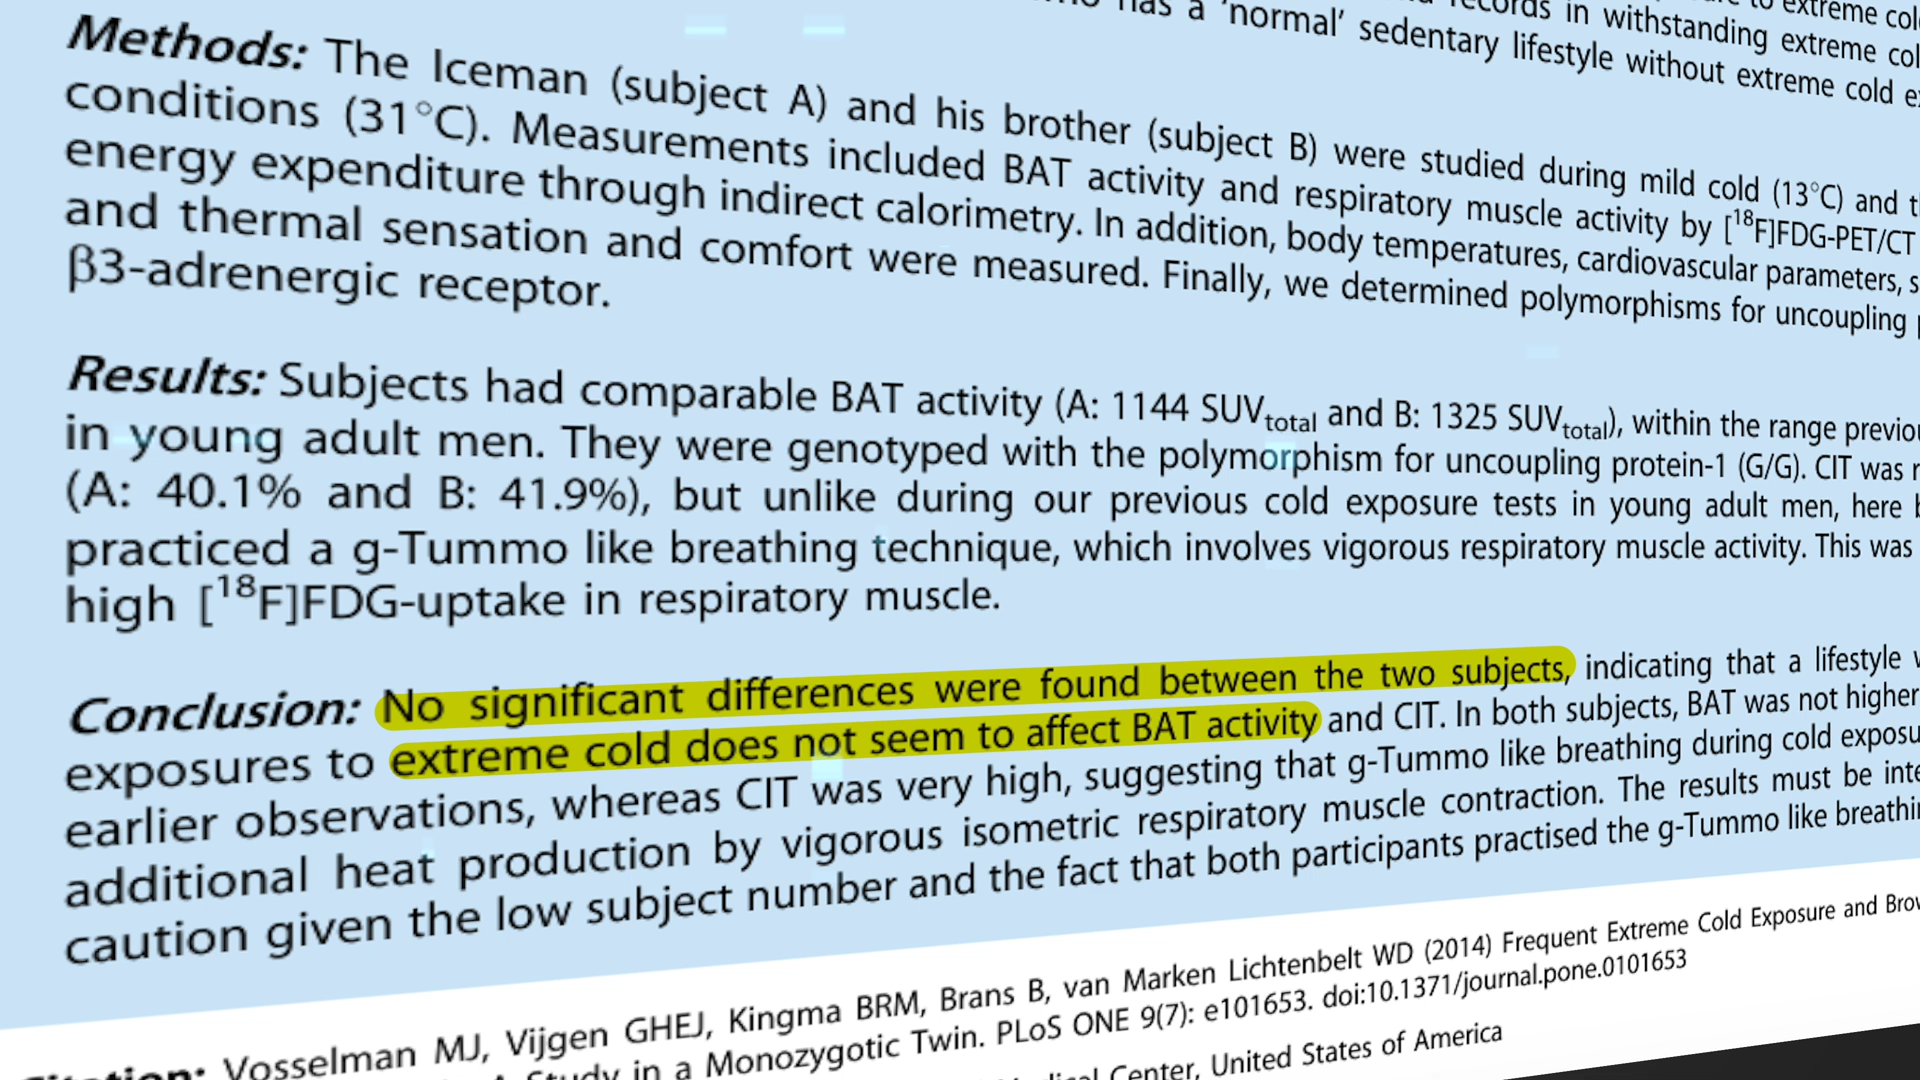 has a 'normal' sedentary lifestyle without extreme cold
records in withstanding extreme
to extreme
Methods: The Iceman (subject A) and his brother (subject B) were studied during mild cold (13°C) and
conditions (31°C). Measurements included BAT activity and respiratory muscle activity by [18F]FDG-PET/CT
energy expenditure through indirect calorimetry. In addition, body temperatures, cardiovascular parameters,
and thermal sensation and comfort were measured. Finally, we determined polymorphisms for uncoupling
β3-adrenergic receptor.
Results: Subjects had comparable BAT activity (A: 1144 SUVtotal and B: 1325 SUVtotal), within the range
in young adult men. They were genotyped with the polymorphism for uncoupling protein-1 (G/G). CIT was
(A: 40.1% and B: 41.9%), but unlike during our previous cold exposure tests in young adult men, here
practiced a g-Tummo like breathing technique, which involves vigorous respiratory muscle activity. This was
high [18F]FDG-uptake in respiratory muscle.
Conclusion: No significant differences were found between the two subjects, indicating that a lifestyle
exposures to extreme cold does not seem to affect BAT activity and CIT. In both subjects, BAT was not higher
earlier observations, whereas CIT was very high, suggesting that g-Tummo like breathing during cold
additional heat production by vigorous isometric respiratory muscle contraction. The results must be
caution given the low subject number and the fact that both participants practised the g-Tummo like
Citation: Vosselman MJ, Vijgen GHEJ, Kingma BRM, Brans B, van Marken Lichtenbelt WD (2014) Frequent Extreme Cold Exposure and
A Study in a Monozygotic Twin. PLoS ONE 9(7): e101653. doi:10.1371/journal.pone.0101653
Center, United States of America